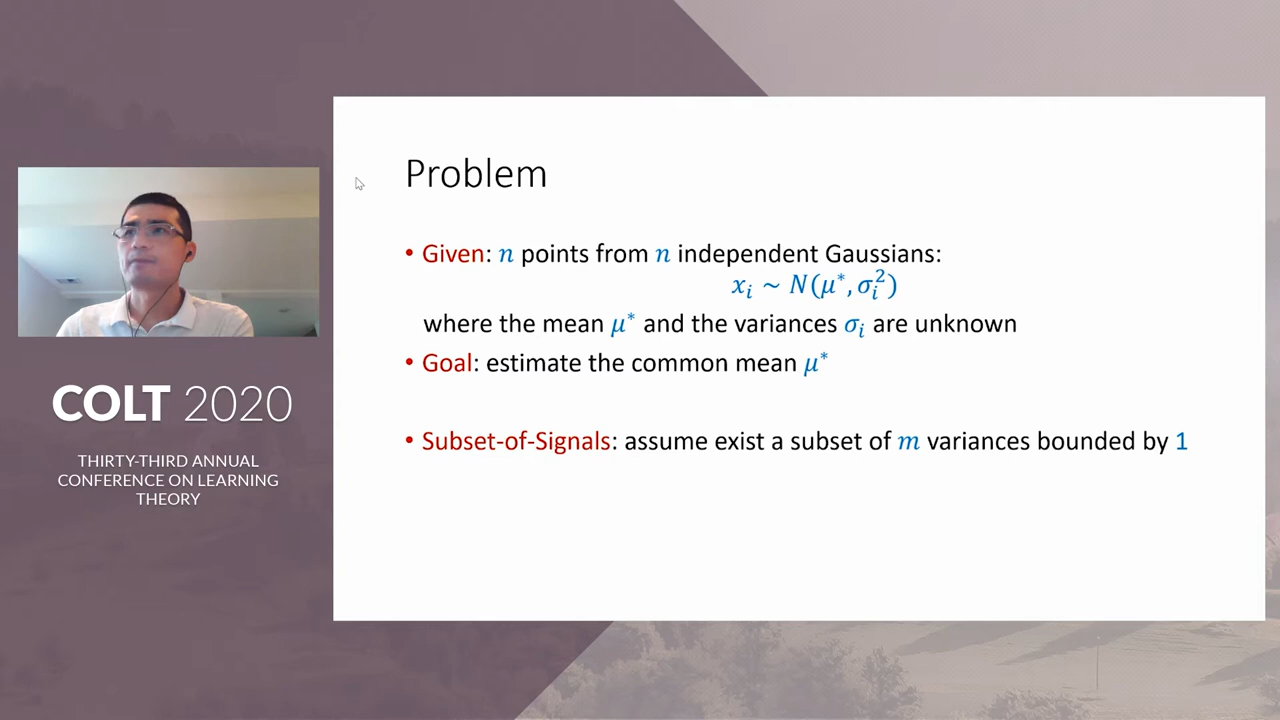 Problem
• Given: n points from n independent Gaussians:
xᵢ ~ N(μ*, σᵢ²)
where the mean μ* and the variances σᵢ are unknown
• Goal: estimate the common mean μ*
• Subset-of-Signals: assume exist a subset of m variances bounded by 1
COLT 2020
THIRTY-THIRD ANNUAL
CONFERENCE ON LEARNING
THEORY